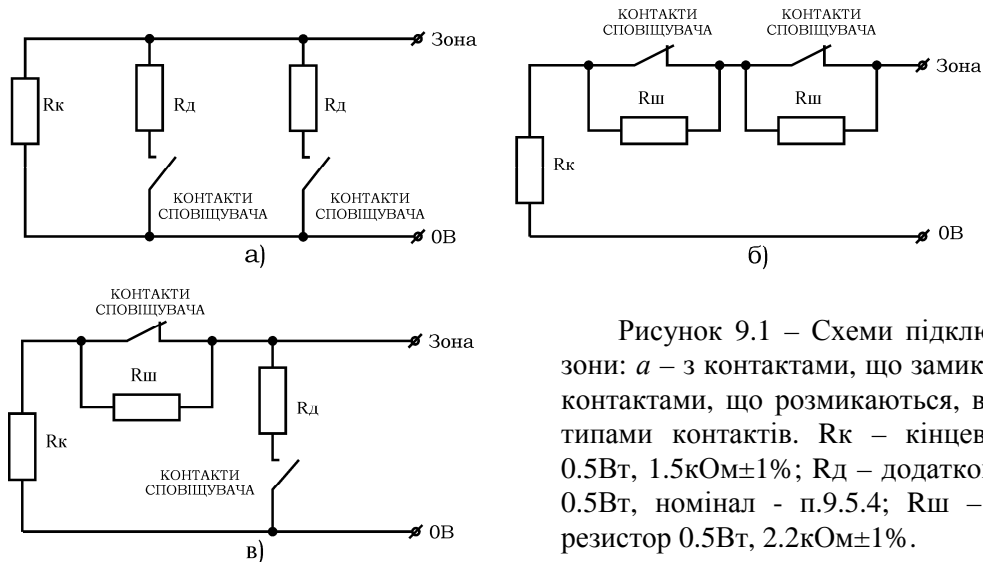 Зона
Rк
Rд
Rд
КОНТАКТИ
СПОВІЩУВАЧА
КОНТАКТИ
СПОВІЩУВАЧА
0В
а)
КОНТАКТИ
СПОВІЩУВАЧА
КОНТАКТИ
СПОВІЩУВАЧА
Зона
Rш
Rш
Rк
0В
б)
КОНТАКТИ
СПОВІЩУВАЧА
Зона
Rш
Rд
Rк
КОНТАКТИ
СПОВІЩУВАЧА
0В
в)
Рисунок 9.1 – Схеми підклю
зони: а – з контактами, що замик
контактами, що розмикаються, в
типами контактів. Rк – кінцев
0.5Вт, 1.5кОм±1%; Rд – додатко
0.5Вт, номінал - п.9.5.4; Rш –
резистор 0.5Вт, 2.2кОм±1%.